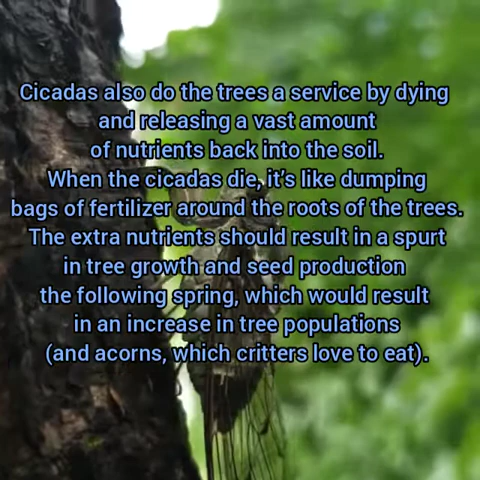 Cicadas also do the trees a service by dying
and releasing a vast amount
of nutrients back into the soil.
When the cicadas die, it's like dumping
bags of fertilizer around the roots of the trees.
The extra nutrients should result in a spurt
in tree growth and seed production
the following spring, which would result
in an increase in tree populations
(and acorns, which critters love to eat).